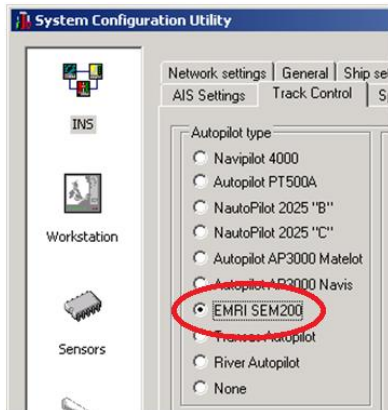 System Configuration Utility
Network settings General Ship se
AIS Settings Track Control S
INS
Workstation
Sensors
Autopilot type
Navipilot 4000
Autopilot PT500A
NautoPilot 2025 "B"
NautoPilot 2025 "C"
Autopilot AP3000 Matelot
Autopilot AP3000 Navis
EMRI SEM200
Autopilot
River Autopilot
None